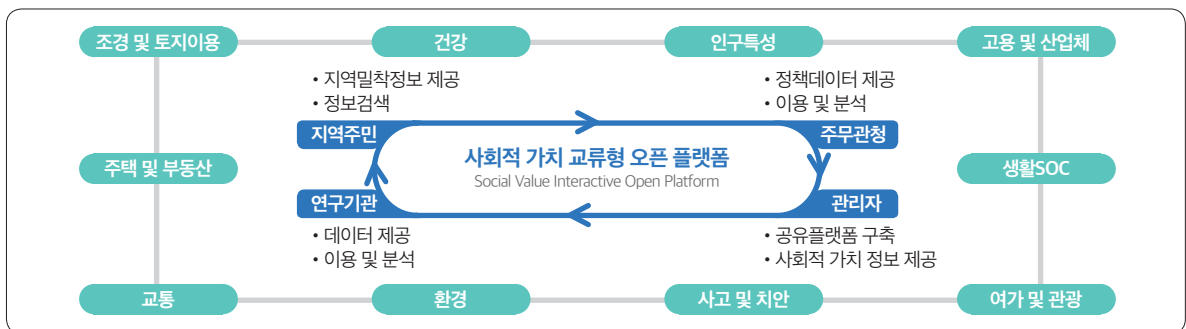 조경 및 토지이용
건강
인구특성
고용 및 산업체
• 지역밀착정보 제공
• 정보검색
• 정책데이터 제공
• 이용 및 분석
지역주민
주무관청
주택 및 부동산
사회적 가치 교류형 오픈 플랫폼
Social Value Interactive Open Platform
생활SOC
연구기관
관리자
• 데이터 제공
• 이용 및 분석
• 공유플랫폼 구축
• 사회적 가치 정보 제공
교통
환경
사고 및 치안
여가 및 관광